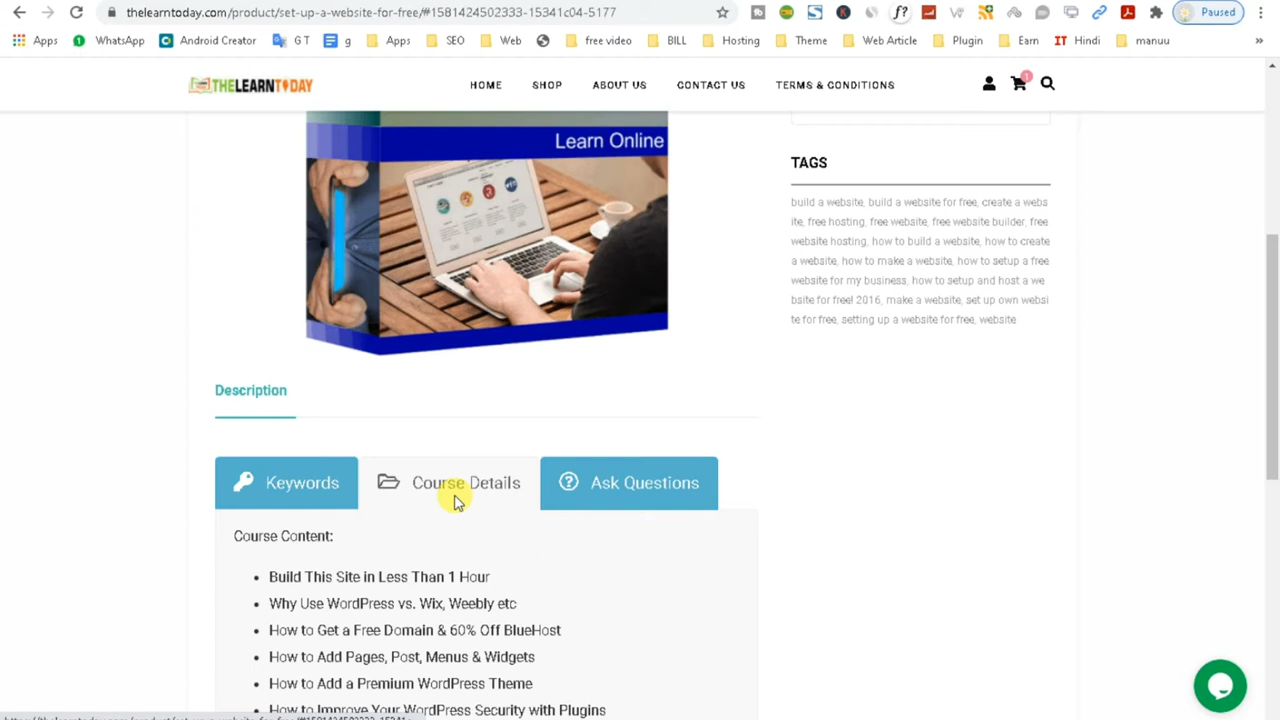 thelearntoday.com/product/set-up-a-website-for-free/#1581424502333-15341c04-5177
Paused
Apps
WhatsApp
Android Creator
G T
g
Apps
SEO
Web
free video
BILL
Hosting
Theme
Web Article
Plugin
Earn
IT Hindi
manuu
»
THELEARNTODAY
HOME
SHOP
ABOUT US
CONTACT US
TERMS & CONDITIONS
1
Learn Online
TAGS
build a website, build a website for free, create a webs
ite, free hosting, free website, free website builder, free
website hosting, how to build a website, how to create
a website, how to make a website, how to setup a free
website for my business, how to setup and host a we
bsite for free! 2016, make a website, set up own websi
te for free, setting up a website for free, website
Description
Keywords
Course Details
Ask Questions
Course Content:
• Build This Site in Less Than 1 Hour
• Why Use WordPress vs. Wix, Weebly etc
• How to Get a Free Domain & 60% Off BlueHost
• How to Add Pages, Post, Menus & Widgets
• How to Add a Premium WordPress Theme
• How to Improve Your WordPress Security with Plugins